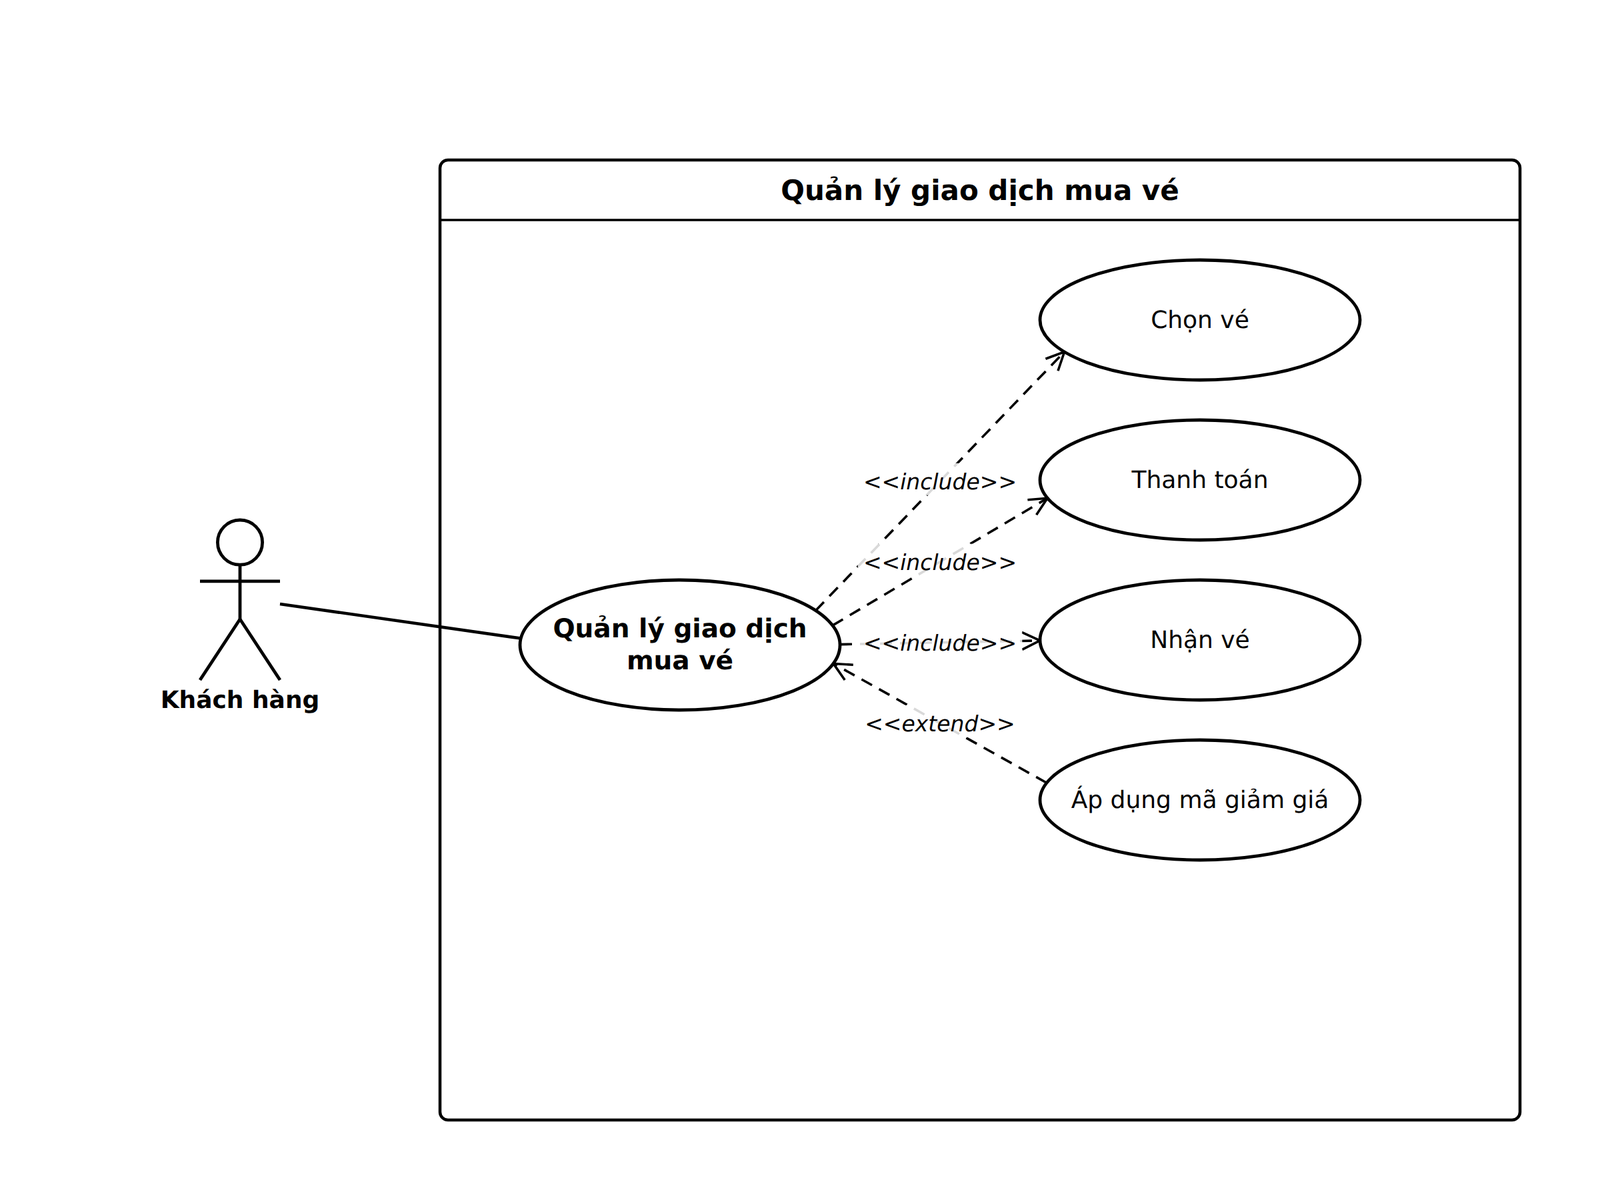 Quản lý giao dịch mua vé
Chọn vé
<<include>>
Thanh toán
<<include>>
Quản lý giao dịch
mua vé
<<include>>
Nhận vé
Khách hàng
<<extend>>
Áp dụng mã giảm giá